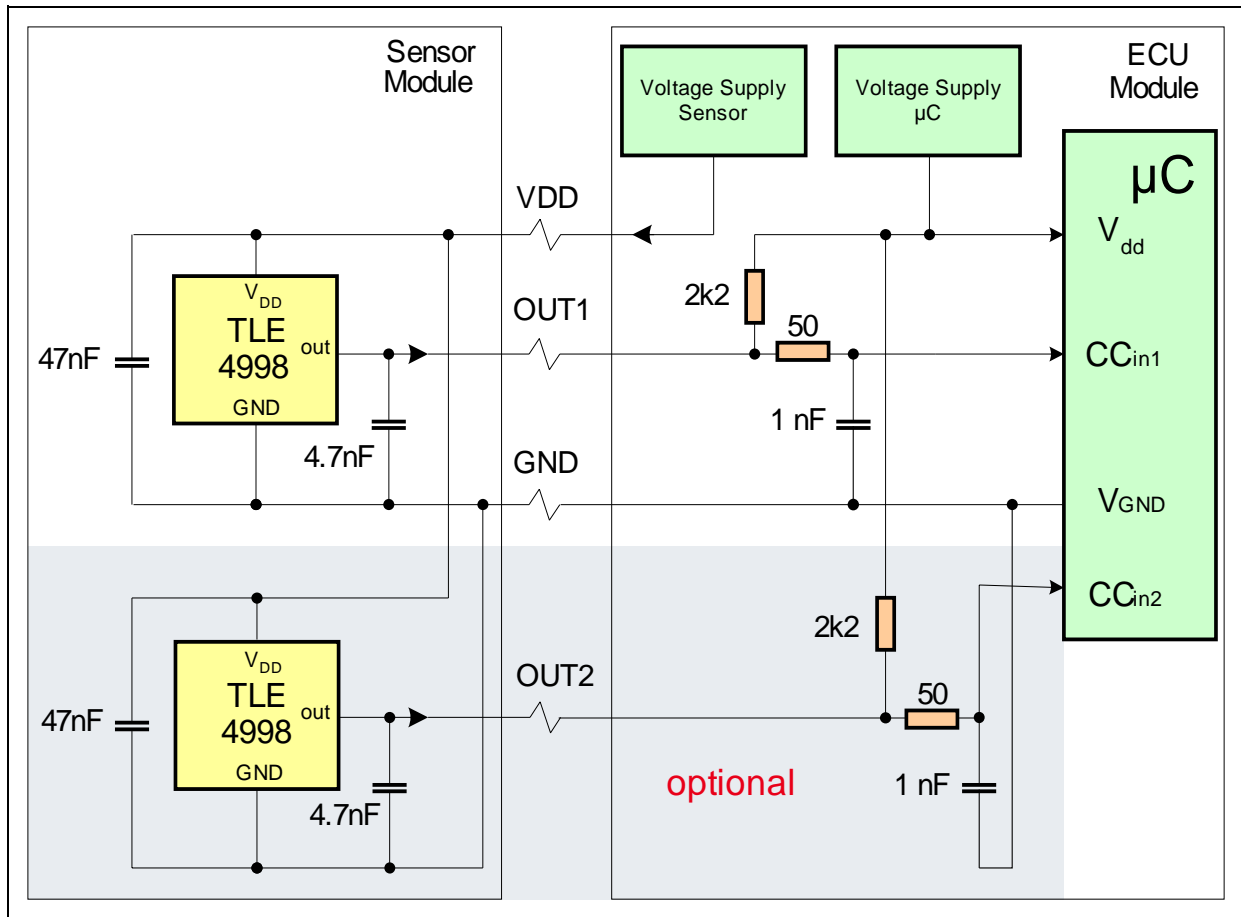 Sensor
Module
Voltage Supply
Sensor
Voltage Supply
µC
ECU
Module
µC
VDD
Vdd
VDD
TLE
4998
out
GND
47nF
4.7nF
OUT1
2k2
50
CCin1
1 nF
GND
VGND
CCin2
2k2
VDD
TLE
4998
out
GND
47nF
4.7nF
OUT2
50
optional
1 nF